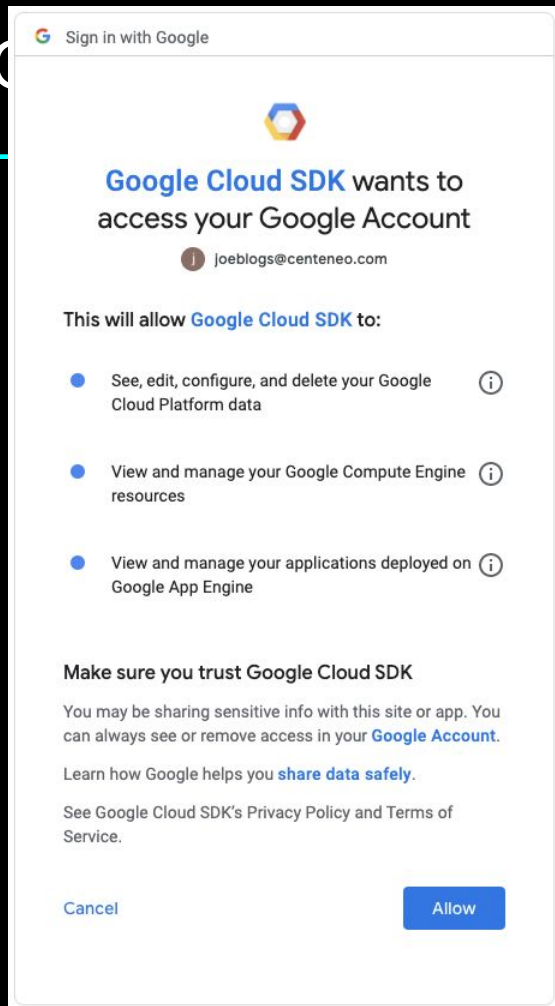 Sign in with Google
Google Cloud SDK wants to
access your Google Account
j joeblogs@centeneo.com
This will allow Google Cloud SDK to:
See, edit, configure, and delete your Google
Cloud Platform data
View and manage your Google Compute Engine
resources
View and manage your applications deployed on
Google App Engine
Make sure you trust Google Cloud SDK
You may be sharing sensitive info with this site or app. You
can always see or remove access in your Google Account.
Learn how Google helps you share data safely.
See Google Cloud SDK's Privacy Policy and Terms of
Service.
Cancel
Allow